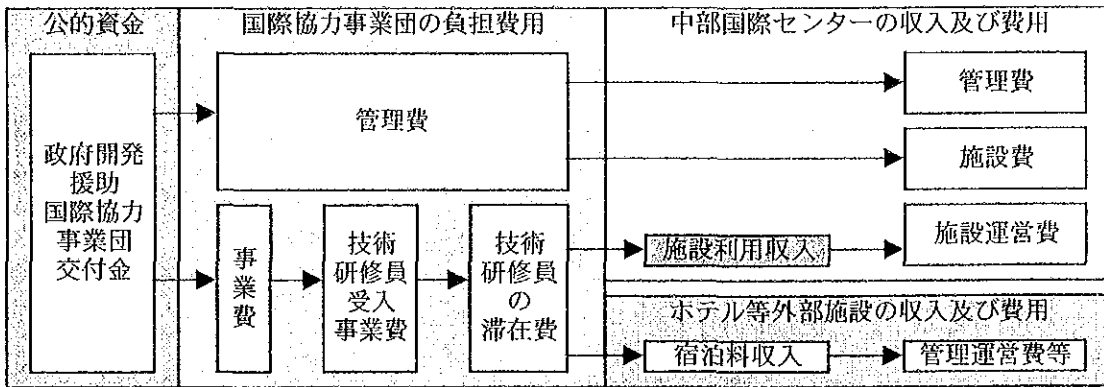 公的資金
政府開発
援助
国際協力
事業団
交付金
国際協力事業団の負担費用
管理費
事
業
費
技術
研修員
受入
事業費
技術
研修員
の
滞在費
中部国際センターの収入及び費用
管理費
施設費
施設利用収入
施設運営費
ホテル等外部施設の収入及び費用
宿泊料収入
管理運営費等